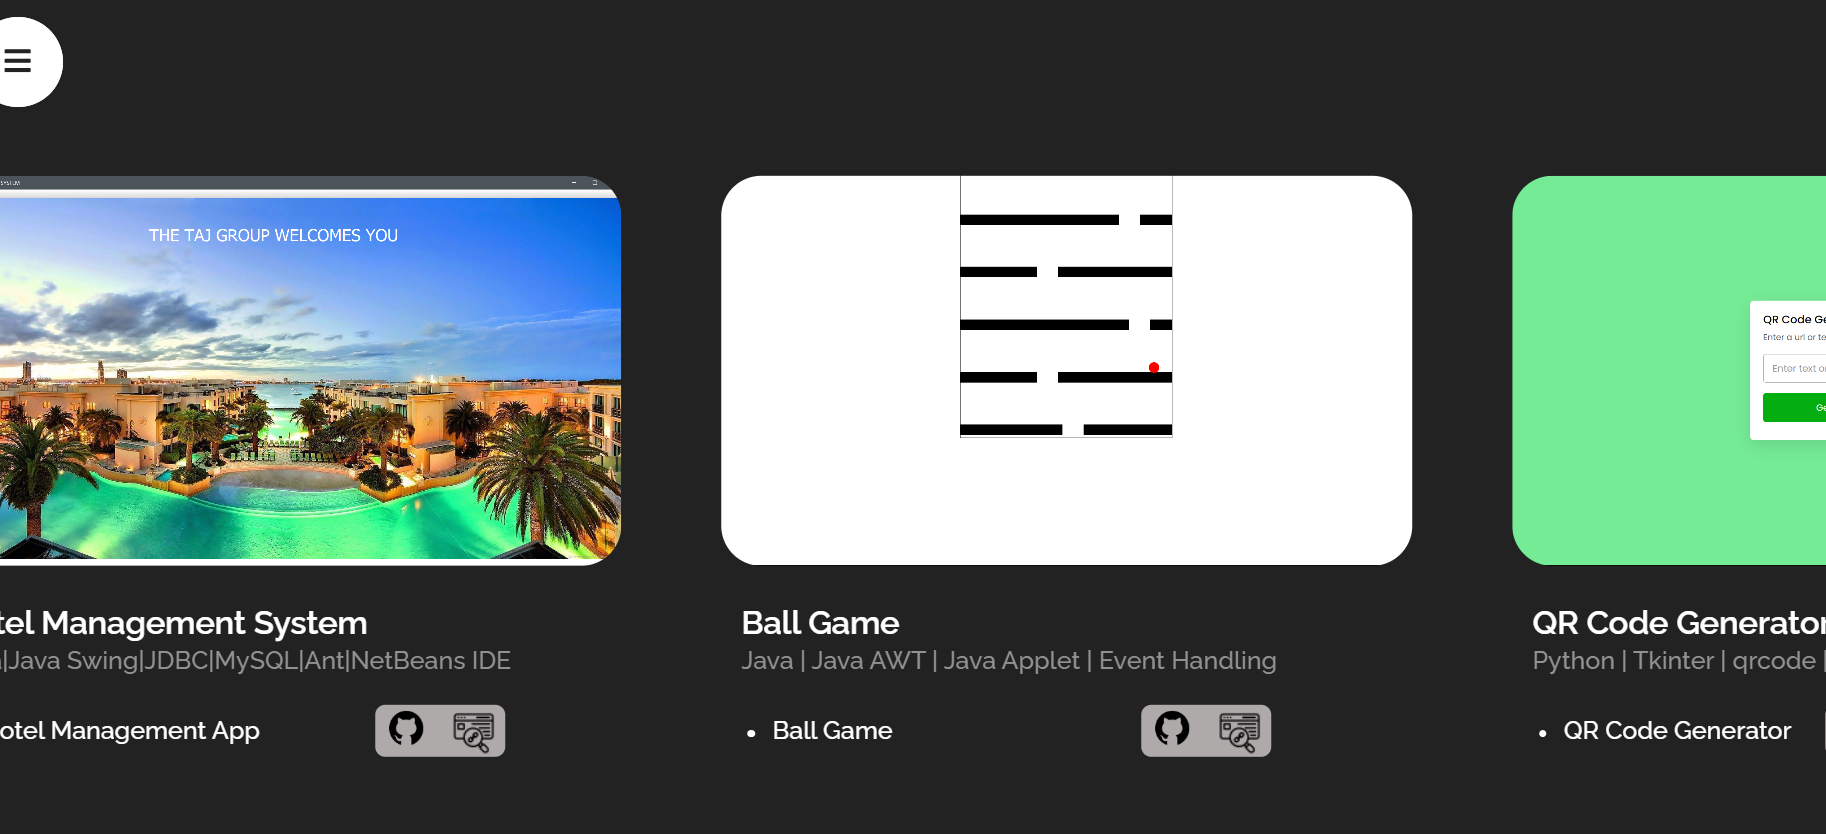 SYSTEM
THE TAJ GROUP WELCOMES YOU
tel Management System
|Java Swing|JDBC|MySQL|Ant|NetBeans IDE
otel Management App
Ball Game
Java | Java AWT | Java Applet | Event Handling
Ball Game
QR Code Ge
Enter a url or te
Enter text or
Ge
QR Code Generator
Python | Tkinter | qrcode |
QR Code Generator